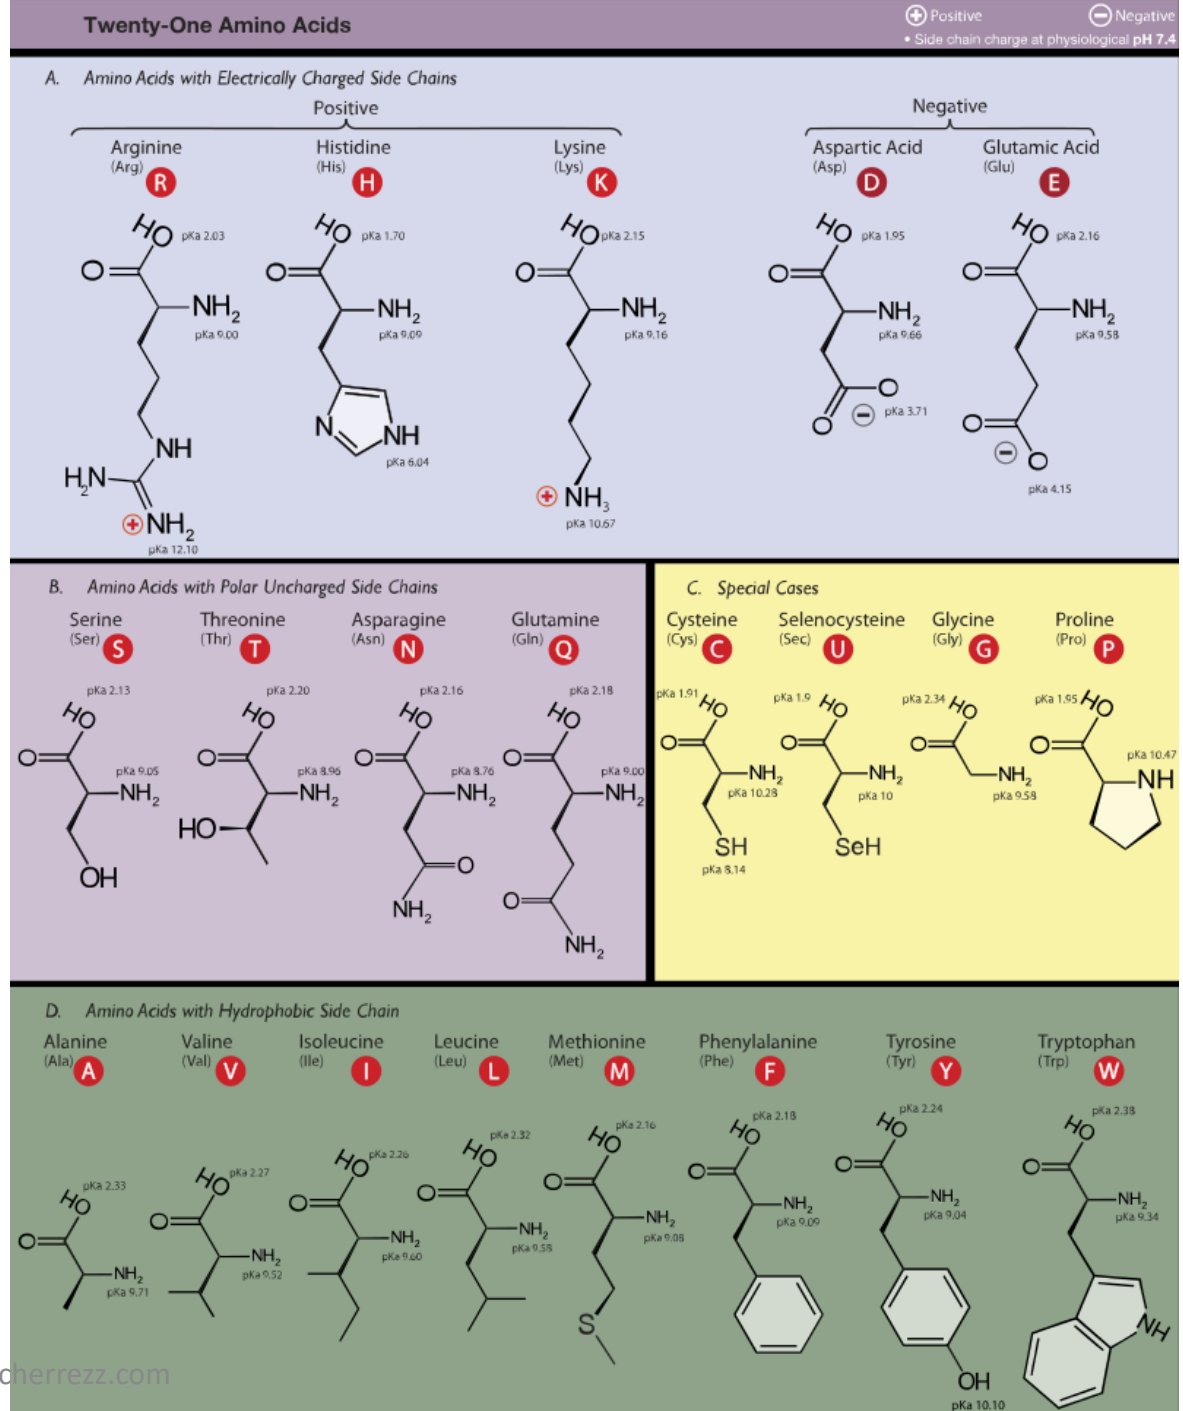 Twenty-One Amino Acids
+ Positive
− Negative
• Side chain charge at physiological pH 7.4
A. Amino Acids with Electrically Charged Side Chains
Positive
Negative
Arginine
(Arg) R
Histidine
(His) H
Lysine
(Lys) K
Aspartic Acid
(Asp) D
Glutamic Acid
(Glu) E
HO pKa 2.03
O
NH2
pKa 9.00
NH
H2N
+ NH2
pKa 12.10
HO pKa 1.70
O
NH2
pKa 9.09
N
NH
pKa 6.04
HO pKa 2.15
O
NH2
pKa 9.16
+ NH3
pKa 10.67
HO pKa 1.95
O
NH2
pKa 9.66
O
− pKa 3.71
O
HO pKa 2.16
O
NH2
pKa 9.58
O
− O
pKa 4.15
B. Amino Acids with Polar Uncharged Side Chains
Serine
(Ser) S
Threonine
(Thr) T
Asparagine
(Asn) N
Glutamine
(Gln) Q
pKa 2.13
HO
O
pKa 9.05
NH2
OH
pKa 2.20
HO
O
pKa 8.96
NH2
HO
pKa 2.16
HO
O
pKa 8.76
NH2
O
NH2
pKa 2.18
HO
O
pKa 9.00
NH2
O
NH2
C. Special Cases
Cysteine
(Cys) C
Selenocysteine
(Sec) U
Glycine
(Gly) G
Proline
(Pro) P
pKa 1.91 HO
O
NH2
pKa 10.28
SH
pKa 8.14
pKa 1.9 HO
O
NH2
pKa 10
SeH
pKa 2.34 HO
O
NH2
pKa 9.58
pKa 1.95 HO
O
pKa 10.47
NH
D. Amino Acids with Hydrophobic Side Chain
Alanine
(Ala) A
Valine
(Val) V
Isoleucine
(Ile) I
Leucine
(Leu) L
Methionine
(Met) M
Phenylalanine
(Phe) F
Tyrosine
(Tyr) Y
Tryptophan
(Trp) W
pKa 2.33
HO
O
NH2
pKa 9.71
pKa 2.27
HO
O
NH2
pKa 9.52
pKa 2.26
HO
O
NH2
pKa 9.60
pKa 2.32
HO
O
NH2
pKa 9.58
pKa 2.16
HO
O
NH2
pKa 9.08
S
pKa 2.18
HO
O
NH2
pKa 9.09
pKa 2.24
HO
O
NH2
pKa 9.04
OH
pKa 10.10
pKa 2.38
HO
O
NH2
pKa 9.34
NH
cherrezz.com